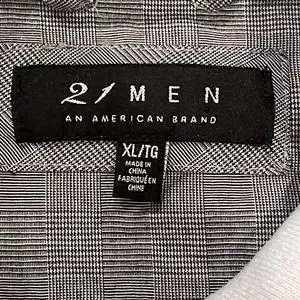 21 MEN
AN AMERICAN BRAND
XL/TG
MADE IN
CHINA
FABRIQUÉ EN
CHINE